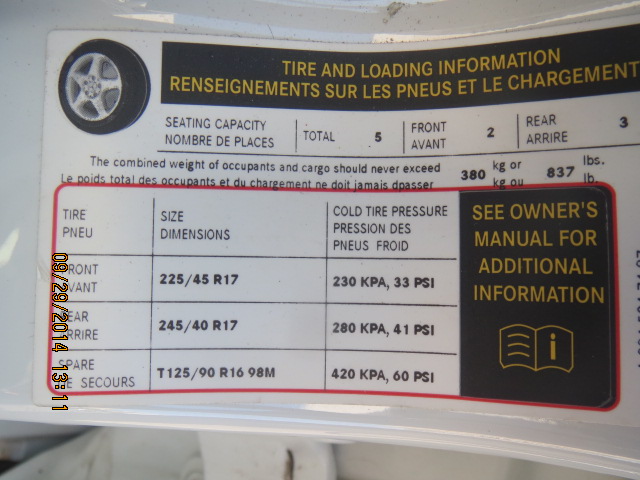 TIRE AND LOADING INFORMATION
RENSEIGNEMENTS SUR LES PNEUS ET LE CHARGEMENT
SEATING CAPACITY
NOMBRE DE PLACES
TOTAL 5
FRONT
AVANT
2
REAR
ARRIRE
3
The combined weight of occupants and cargo should never exceed
Le poids total des occupants et du chargement ne doit jamais dpasser
380 kg or
kg ou
837 lbs.
lb.
TIRE
PNEU
SIZE
DIMENSIONS
COLD TIRE PRESSURE
PRESSION DES
PNEUS FROID
FRONT
AVANT
225/45 R17
230 KPA, 33 PSI
REAR
ARRIRE
245/40 R17
280 KPA, 41 PSI
SPARE
DE SECOURS
T125/90 R16 98M
420 KPA, 60 PSI
SEE OWNER'S
MANUAL FOR
ADDITIONAL
INFORMATION
09/29/2014 13:11